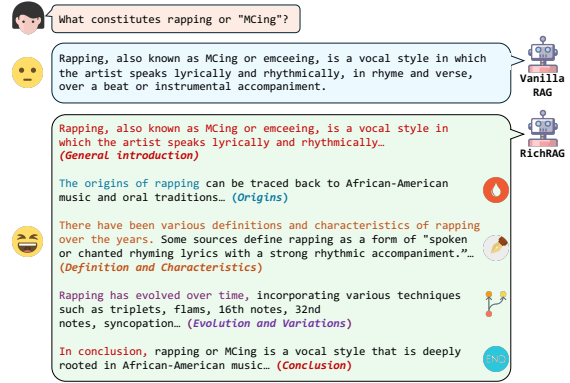 What constitutes rapping or "MCing"?
Rapping, also known as MCing or emceeing, is a vocal style in which
the artist speaks lyrically and rhythmically, in rhyme and verse,
over a beat or instrumental accompaniment.
Vanilla
RAG
Rapping, also known as MCing or emceeing, is a vocal style in
which the artist speaks lyrically and rhythmically…
(General introduction)
RichRAG
The origins of rapping can be traced back to African-American
music and oral traditions… (Origins)
There have been various definitions and characteristics of rapping
over the years. Some sources define rapping as a form of "spoken
or chanted rhyming lyrics with a strong rhythmic accompaniment.”…
(Definition and Characteristics)
Rapping has evolved over time, incorporating various techniques
such as triplets, flams, 16th notes, 32nd
notes, syncopation… (Evolution and Variations)
In conclusion, rapping or MCing is a vocal style that is deeply
rooted in African-American music… (Conclusion)
END